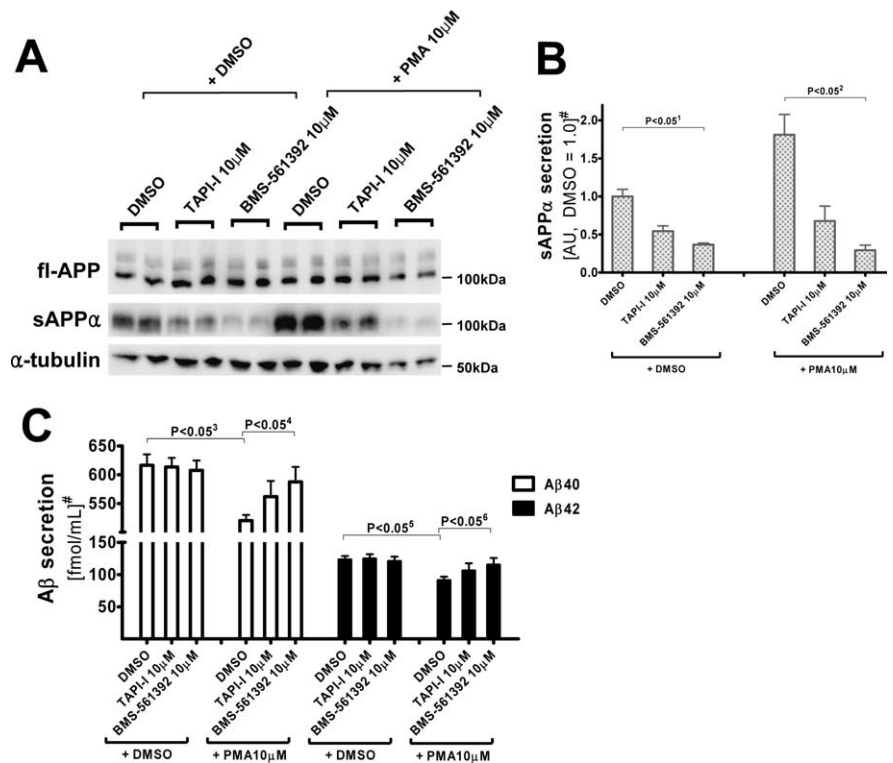 A
+ DMSO
+ PMA 10μM
DMSO
TAPI-I 10μM
BMS-561392 10μM
DMSO
TAPI-I 10μM
BMS-561392 10μM
fl-APP
100kDa
sAPPα
100kDa
α-tubulin
50kDa
B
sAPPα secretion
[AU, DMSO = 1.0]#
2.0
1.5
1.0
0.5
0.0
P<0.05¹
P<0.05²
DMSO
TAPI-I 10μM
BMS-561392 10μM
DMSO
TAPI-I 10μM
BMS-561392 10μM
+ DMSO
+ PMA10μM
C
Aβ secretion
[fmol/mL]#
650
600
550
150
100
50
P<0.05³
P<0.05⁴
P<0.05⁵
P<0.05⁶
Aβ40
Aβ42
DMSO
TAPI-I 10μM
BMS-561392 10μM
DMSO
TAPI-I 10μM
BMS-561392 10μM
DMSO
TAPI-I 10μM
BMS-561392 10μM
DMSO
TAPI-I 10μM
BMS-561392 10μM
+ DMSO
+ PMA10μM
+ DMSO
+ PMA10μM